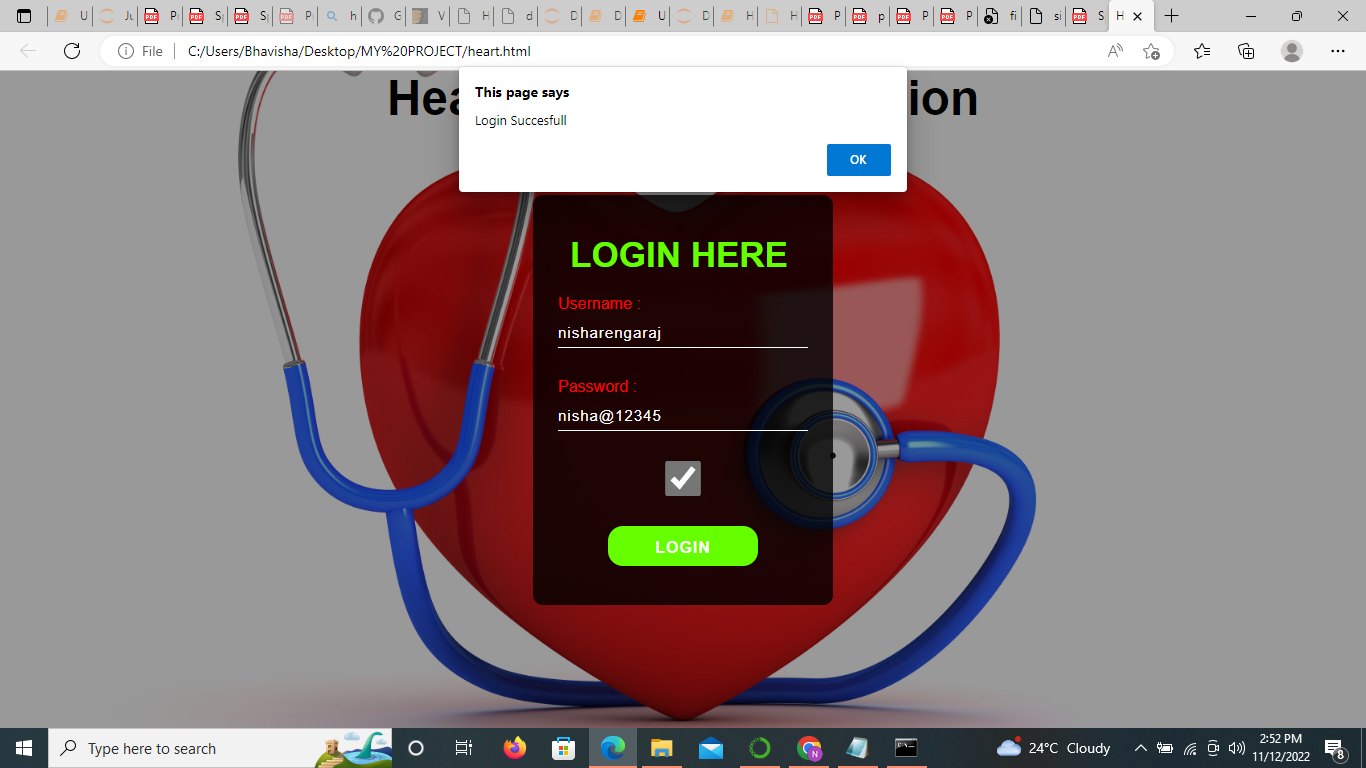 U
Ju
P
Sp
Sp
P
h
G
V
H
d
D
D
U
D
H
H
P
p
P
P
fi
si
S
H
File
C:/Users/Bhavisha/Desktop/MY%20PROJECT/heart.html
This page says
Login Succesfull
OK
Hea
ion
LOGIN HERE
Username :
nisharengaraj
Password :
nisha@12345
LOGIN
Type here to search
N
24°C Cloudy
2:52 PM
11/12/2022
8